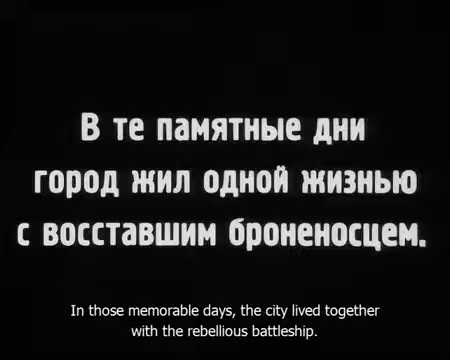 В те памятные дни
город жил одной жизнью
с восставшим броненосцем.
In those memorable days, the city lived together
with the rebellious battleship.